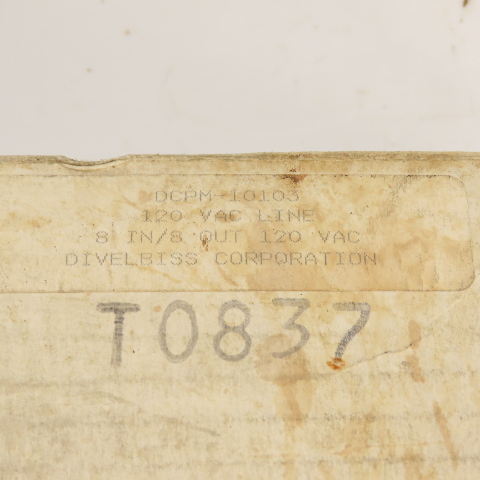 DCPM-10103
120 VAC LINE
8 IN/8 OUT 120 VAC
DIVELBISS CORPORATION
T0837